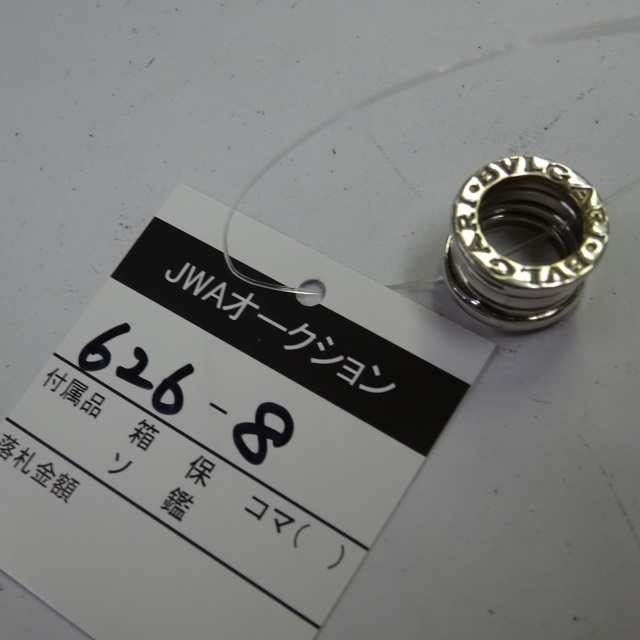 JWAオークション
626-8
付属品 箱 保 コマ( )
ソ 鑑
落札金額
BVLGARI BVLGARI